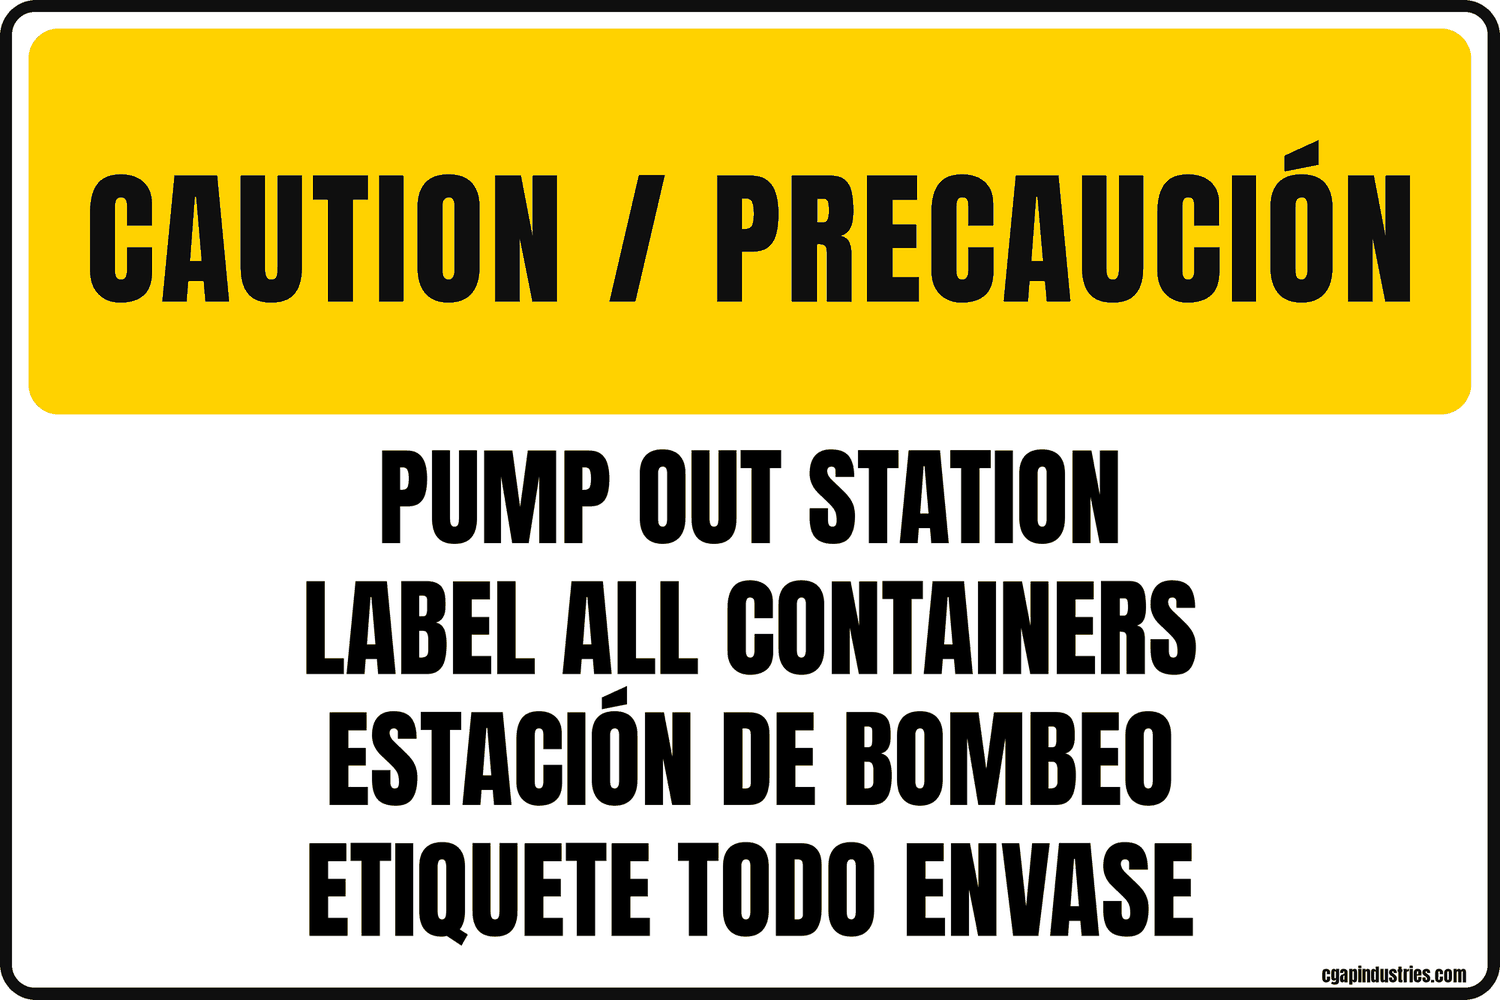 CAUTION / PRECAUCIÓN
PUMP OUT STATION
LABEL ALL CONTAINERS
ESTACIÓN DE BOMBEO
ETIQUETE TODO ENVASE
cgapindustries.com